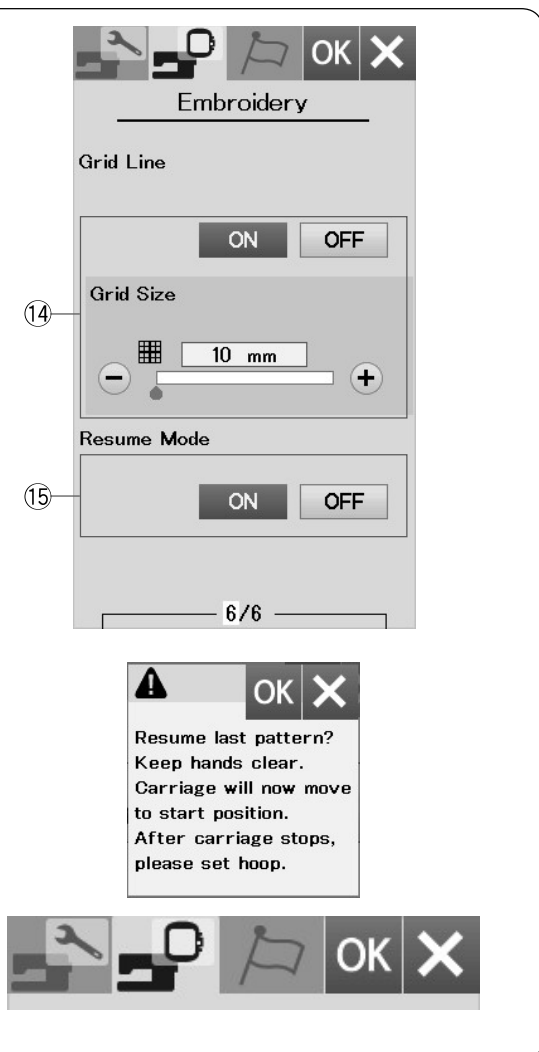 OK
Embroidery
Grid Line
ON OFF
Grid Size
⑭
10 mm
Resume Mode
⑮
ON OFF
6/6
OK
Resume last pattern?
Keep hands clear.
Carriage will now move
to start position.
After carriage stops,
please set hoop.
OK